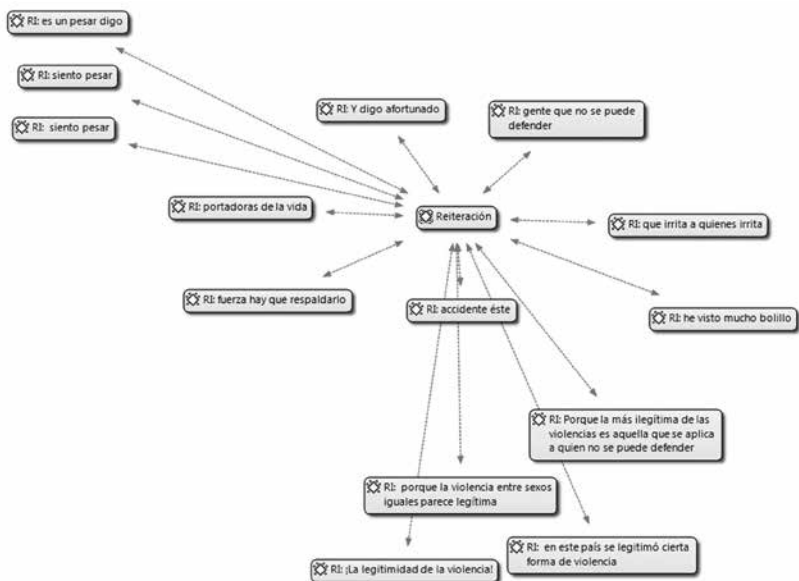 RI: es un pesar digo
RI: siento pesar
RI: siento pesar
RI: Y digo afortunado
RI: gente que no se puede
defender
RI: portadoras de la vida
Reiteración
RI: que irrita a quienes irrita
RI: fuerza hay que respaldarlo
RI: accidente éste
RI: he visto mucho bolillo
RI: Porque la más ilegítima de las
violencias es aquella que se aplica
a quien no se puede defender
RI: porque la violencia entre sexos
iguales parece legítima
RI: en este país se legitimó cierta
forma de violencia
RI: ¡La legitimidad de la violencia!